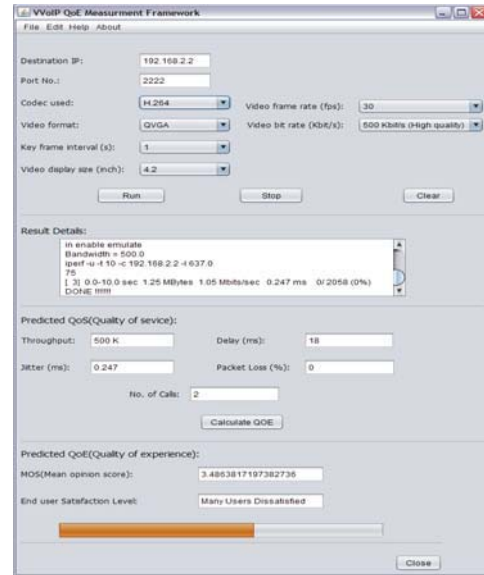 VVoIP QoE Measurment Framework
File Edit Help About
Destination IP: 192.168.2.2
Port No.: 2222
Codec used: H.264 Video frame rate (fps): 30
Video format: QVGA Video bit rate (Kbit/s): 500 Kbit/s (High quality)
Key frame interval (s): 1
Video display size (inch): 4.2
Run Stop Clear
Result Details:
in enable emulate
Bandwidth = 500.0
iperf -u -t 10 -c 192.168.2.2 -l 637.0
75
[ 3] 0.0-10.0 sec 1.25 MBytes 1.05 Mbits/sec 0.247 ms 0/ 2058 (0%)
DONE !!!!!!!
Predicted QoS(Quality of sevice):
Throughput: 500 K Delay (ms): 18
Jitter (ms): 0.247 Packet Loss (%): 0
No. of Calls: 2
Calculate QOE
Predicted QoE(Quality of experience):
MOS(Mean opinion score): 3.4863817197382736
End user Satisfaction Level: Many Users Dissatisfied
Close